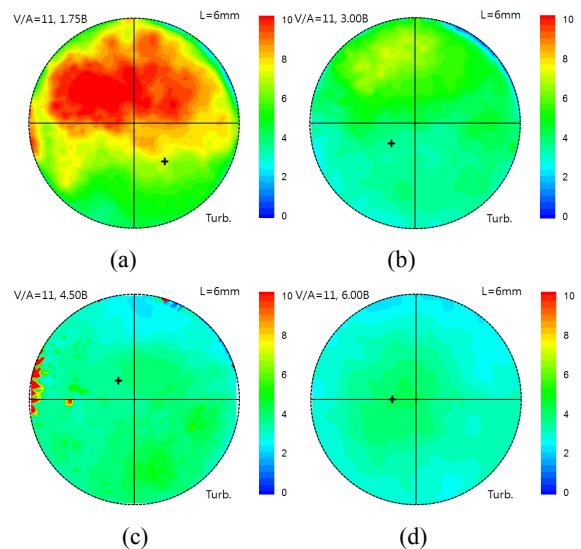 V/A=11, 1.75B L=6mm 10
8
6
4
2
0
Turb.
(a)
V/A=11, 3.00B L=6mm 10
8
6
4
2
0
Turb.
(b)
V/A=11, 4.50B L=6mm 10
8
6
4
2
0
Turb.
(c)
V/A=11, 6.00B L=6mm 10
8
6
4
2
0
Turb.
(d)